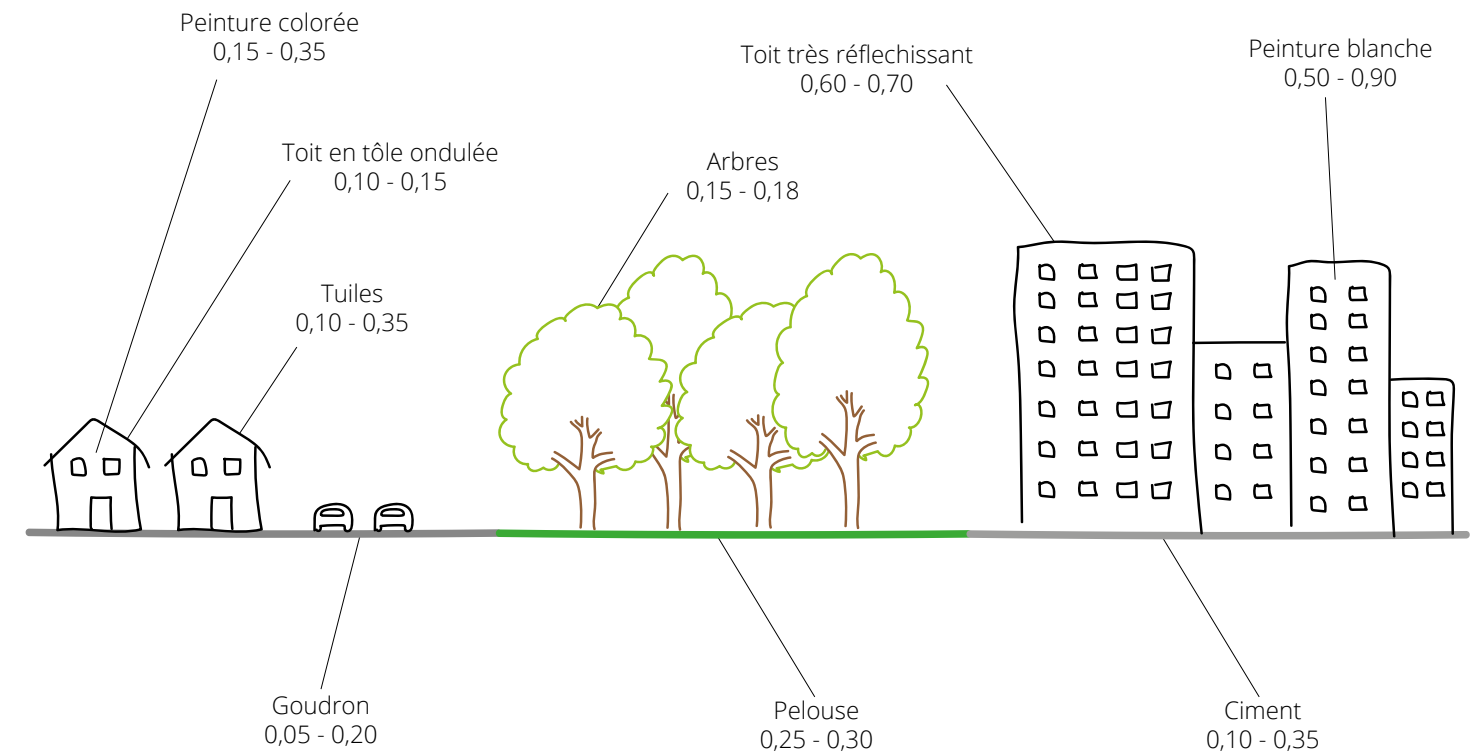 Peinture colorée
0,15 - 0,35
Toit très réflechissant
0,60 - 0,70
Peinture blanche
0,50 - 0,90
Toit en tôle ondulée
0,10 - 0,15
Arbres
0,15 - 0,18
Tuiles
0,10 - 0,35
Goudron
0,05 - 0,20
Pelouse
0,25 - 0,30
Ciment
0,10 - 0,35